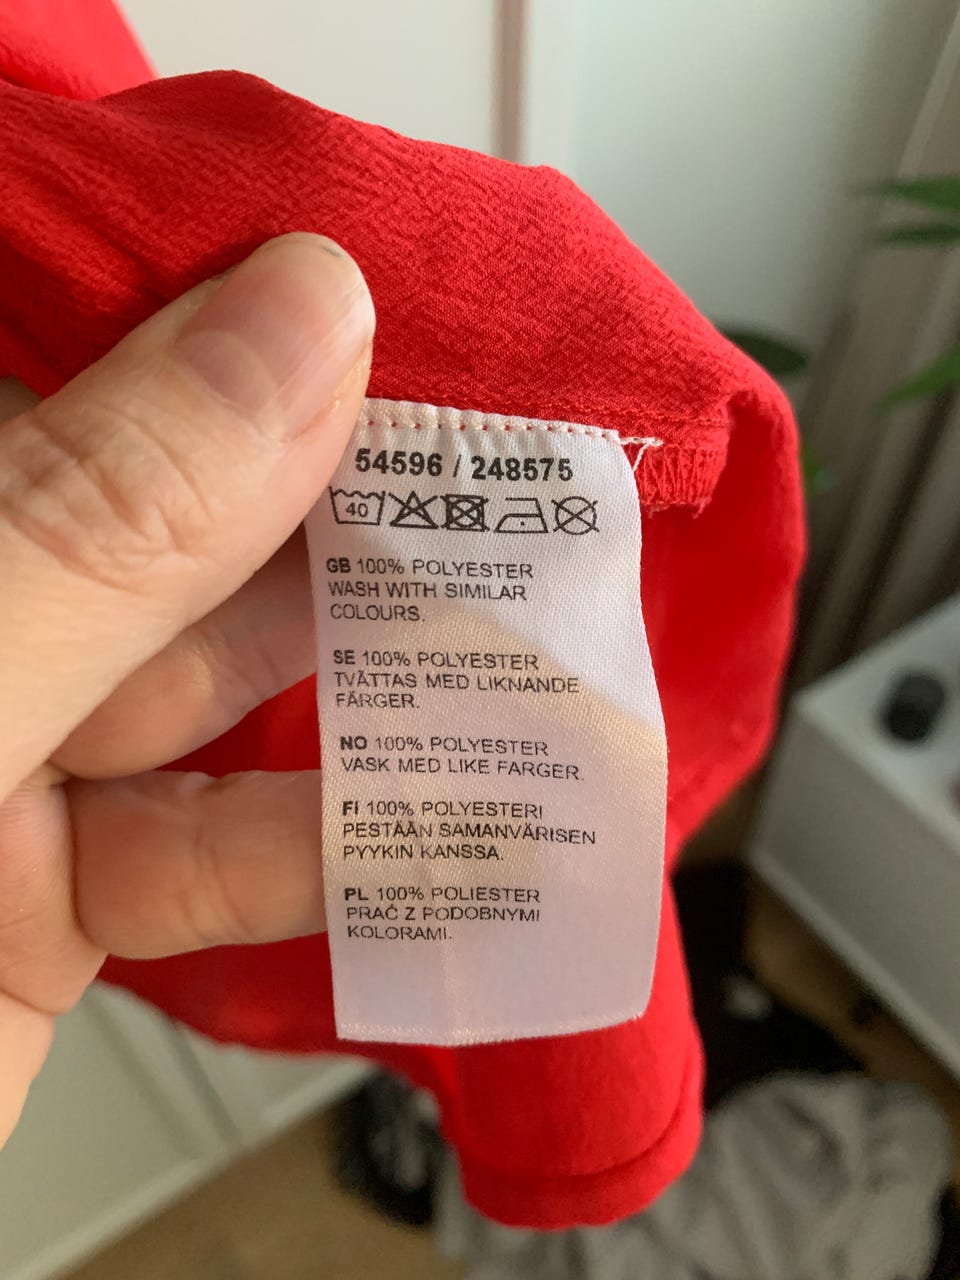 54596 / 248575
40
GB 100% POLYESTER
WASH WITH SIMILAR
COLOURS.
SE 100% POLYESTER
TVÄTTAS MED LIKNANDE
FÄRGER.
NO 100% POLYESTER
VASK MED LIKE FARGER.
FI 100% POLYESTERI
PESTÄÄN SAMANVÄRISEN
PYYKIN KANSSA.
PL 100% POLIESTER
PRAĆ Z PODOBNYMI
KOLORAMI.